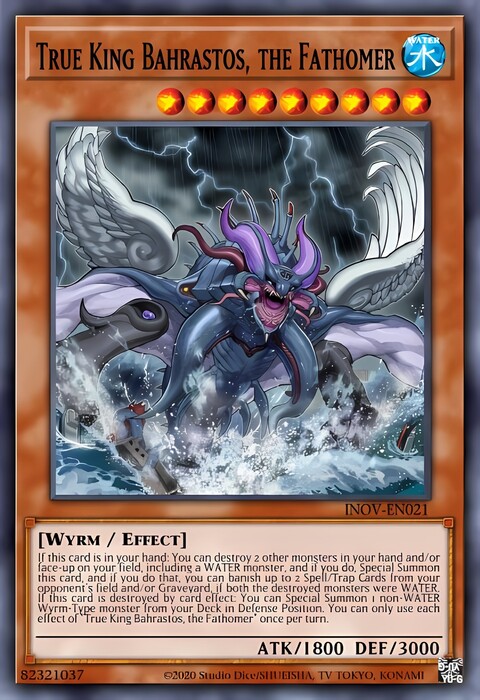 TRUE KING BAHRASTOS, THE FATHOMER
WATER
水
INOV-EN021
[WYRM / EFFECT]
If this card is in your hand: You can destroy 2 other monsters in your hand and/or
face-up on your field, including a WATER monster, and if you do, Special Summon
this card, and if you do that, you can banish up to 2 Spell/Trap Cards from your
opponent's field and/or Graveyard, if both the destroyed monsters were WATER.
If this card is destroyed by card effect: You can Special Summon 1 non-WATER
Wyrm-Type monster from your Deck in Defense Position. You can only use each
effect of "True King Bahrastos, the Fathomer" once per turn.
ATK/1800 DEF/3000
82321037
©2020 Studio Dice/SHUEISHA, TV TOKYO, KONAMI